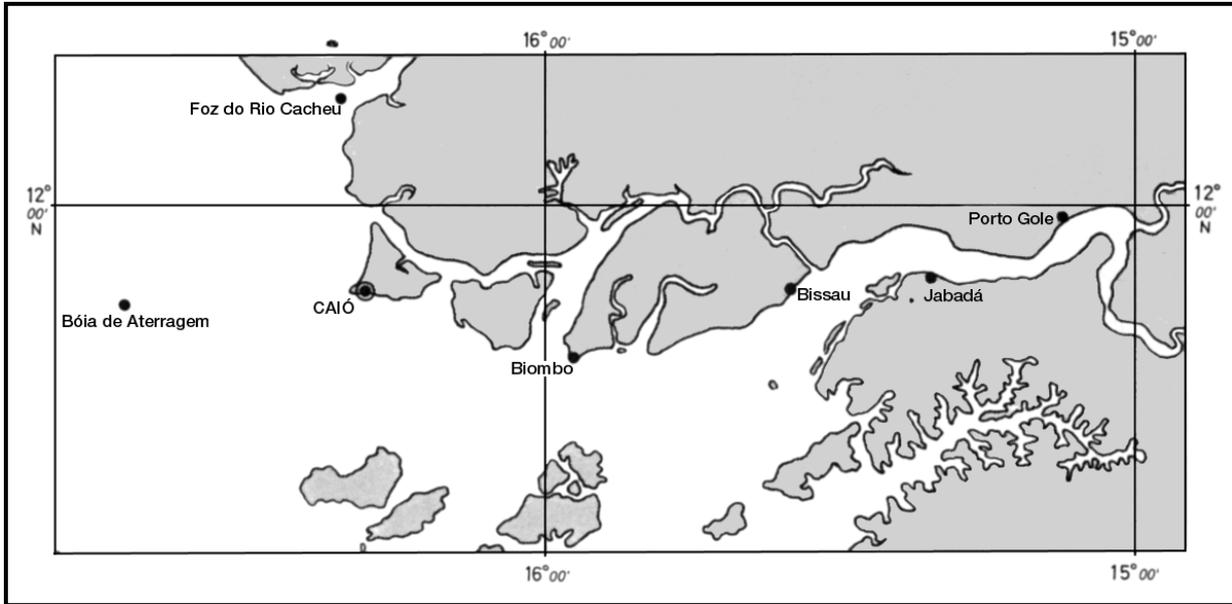 16° 00'
15° 00'
Foz do Rio Cacheu
12°
00'
N
12°
00'
N
Porto Gole
CAIÓ
Bissau
Jabadá
Bóia de Aterragem
Biombo
16° 00'
15° 00'